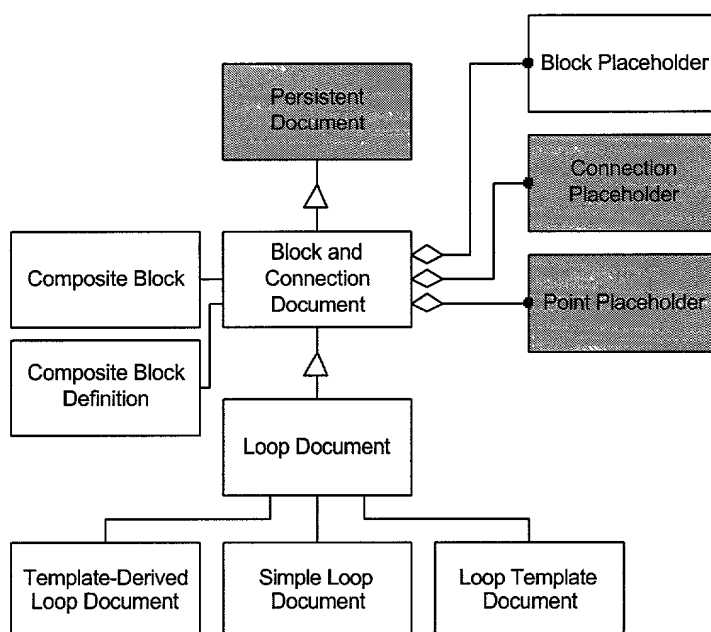 Block Placeholder
Persistent
Document
Connection
Placeholder
Block and
Connection
Document
Composite Block
Point Placeholder
Composite Block
Definition
Loop Document
Template-Derived
Loop Document
Simple Loop
Document
Loop Template
Document